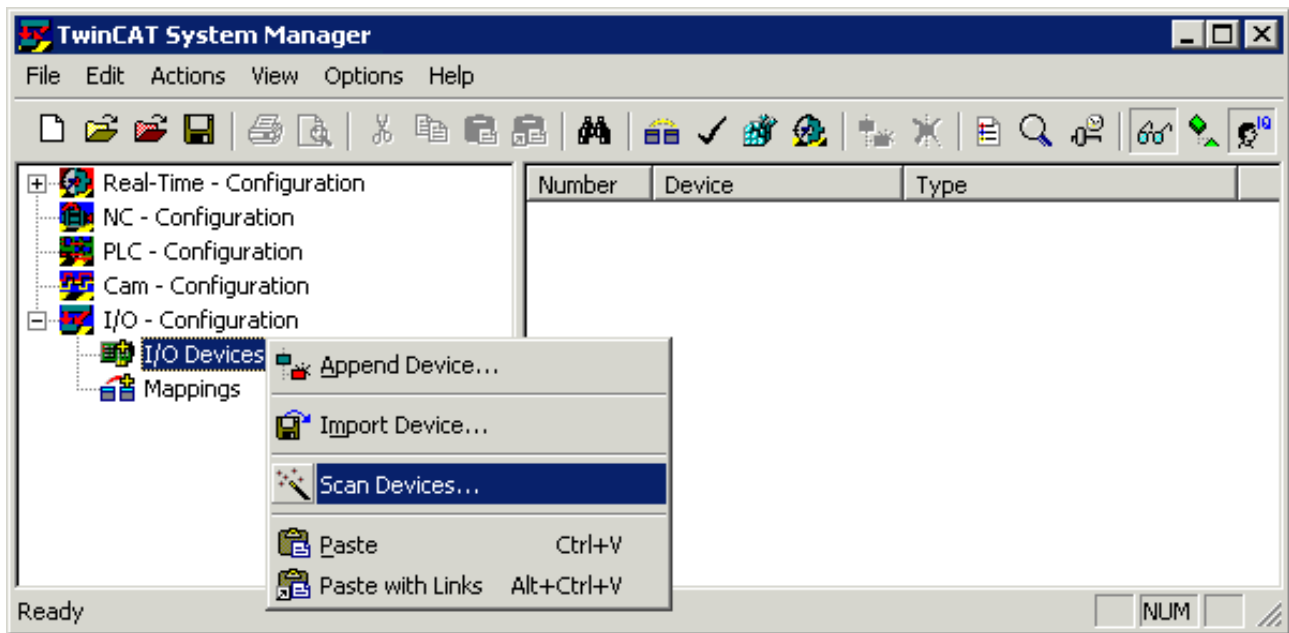 TwinCAT System Manager
File Edit Actions View Options Help
Real-Time - Configuration
NC - Configuration
PLC - Configuration
Cam - Configuration
I/O - Configuration
I/O Devices
Mappings
Number Device Type
Append Device...
Import Device...
Scan Devices...
Paste Ctrl+V
Paste with Links Alt+Ctrl+V
Ready NUM